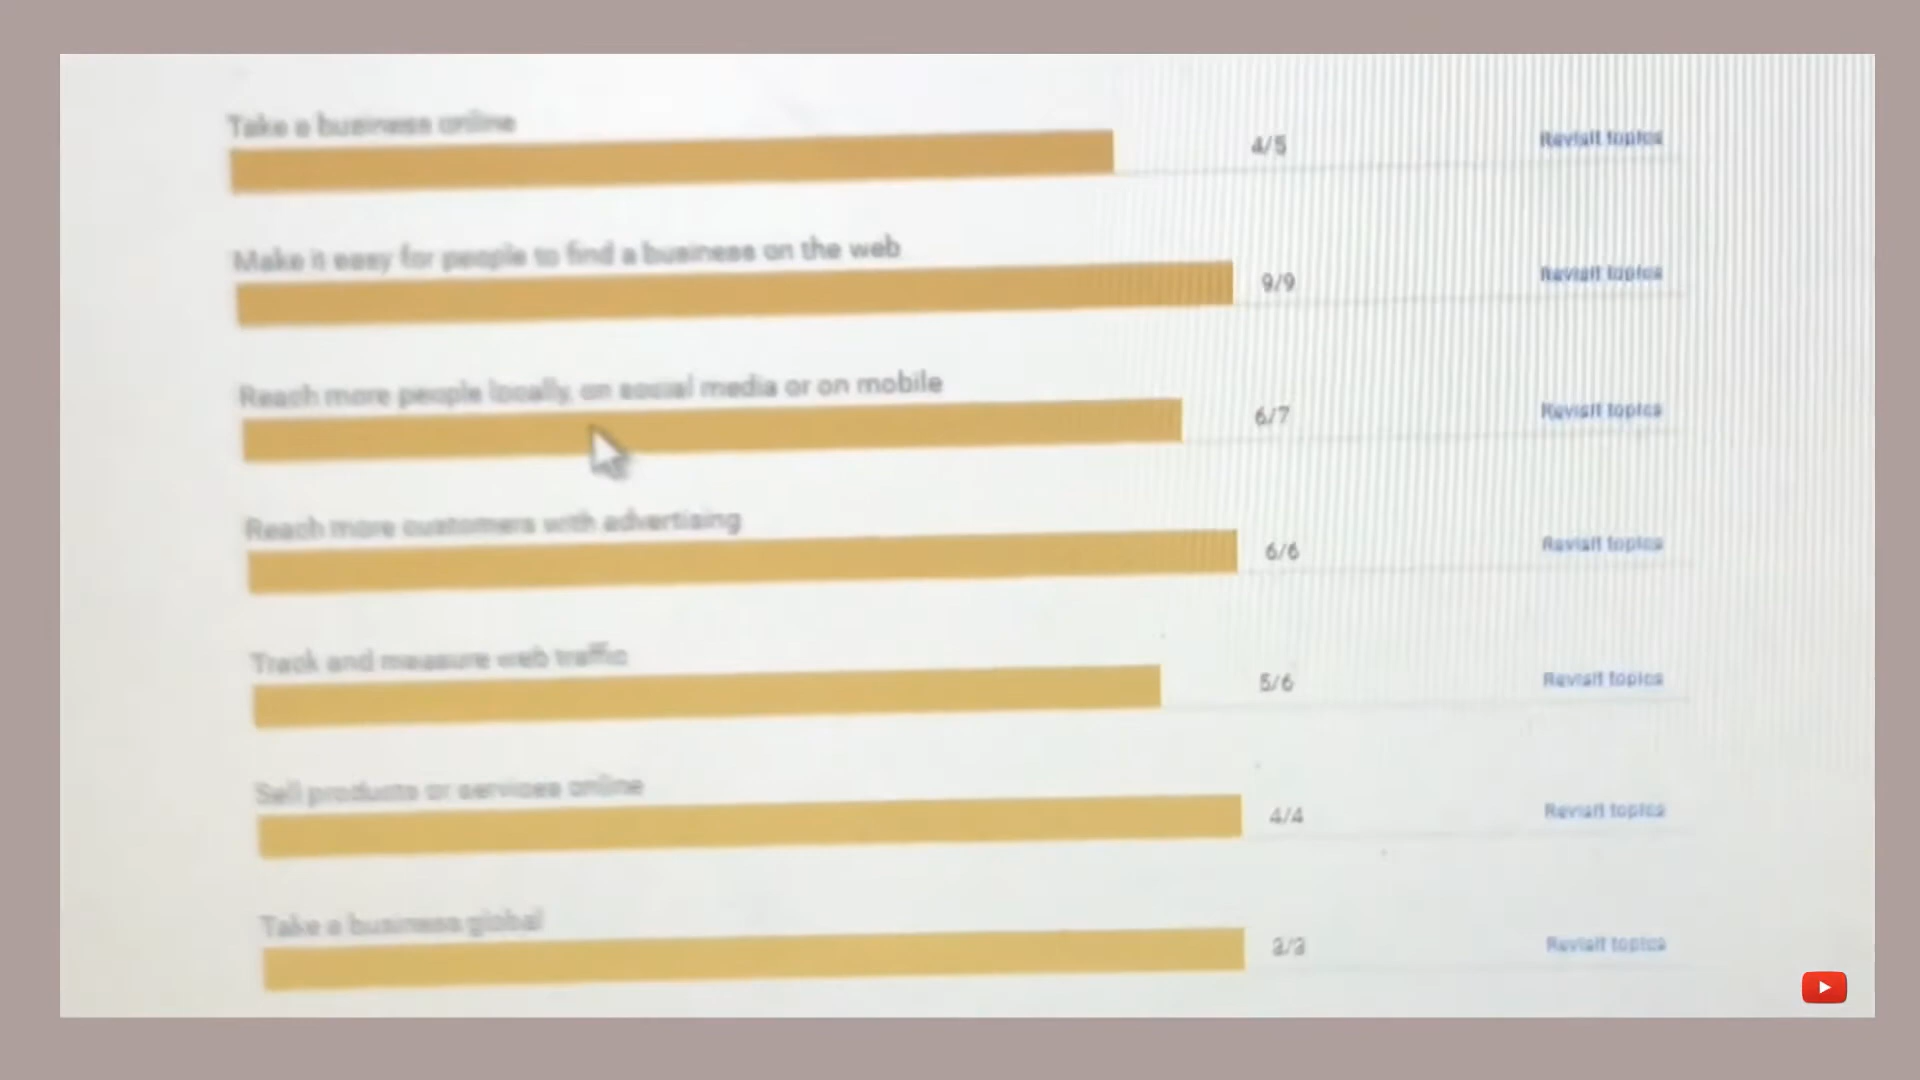 Take a business online
4/5
Revisit topics
Make it easy for people to find a business on the web
9/9
Revisit topics
Reach more people locally, on social media or on mobile
6/7
Revisit topics
Reach more customers with advertising
6/6
Revisit topics
Track and measure web traffic
5/6
Revisit topics
Sell products or services online
4/4
Revisit topics
Take a business global
Revisit topics